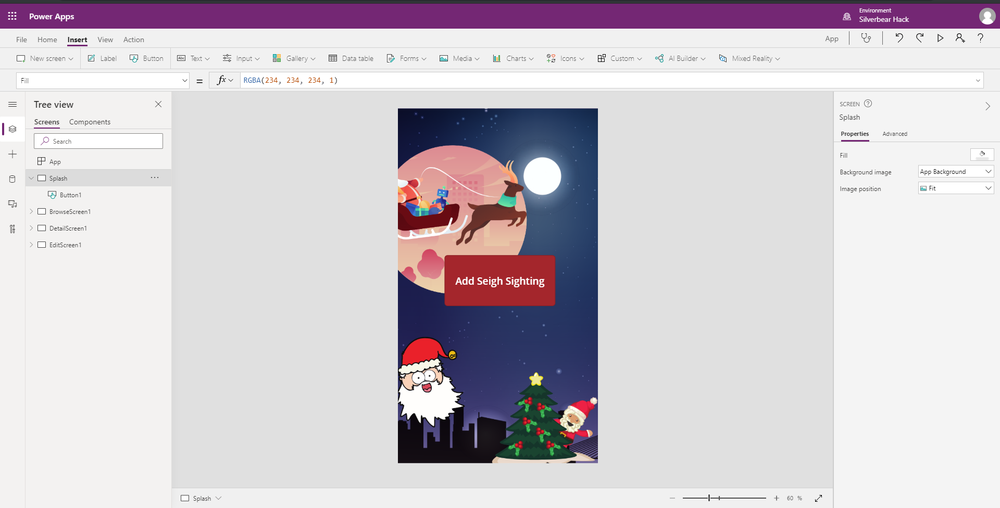 Power Apps
Environment
Silverbear Hack
File Home Insert View Action
App
New screen Label Button Text Input Gallery Data table Forms Media Charts Icons Custom AI Builder Mixed Reality
Abc
Fill = fx RGBA(234, 234, 234, 1)
Tree view
Screens Components
Search
App
Splash
Button1
BrowseScreen1
DetailScreen1
EditScreen1
Add Seigh Sighting
SCREEN
Splash
Properties Advanced
Fill
Background image App Background
Image position Fit
Splash
60 %